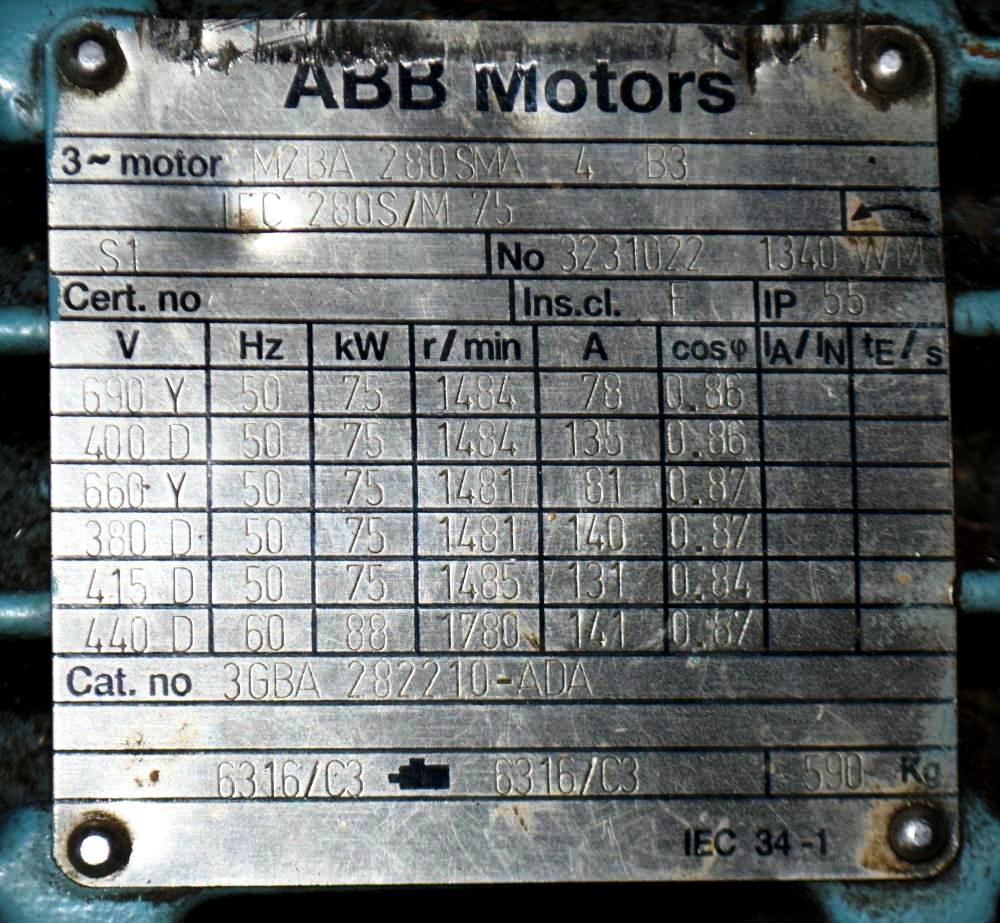 ABB Motors
3~ motor M2BA 280SMA 4 B3
IEC 280S/M 75
S1 No 3231022 1340 WM
Cert. no Ins.cl. F IP 55
V Hz kW r/min A cosφ IA/IN tE/s
690 Y 50 75 1484 78 0.86
400 D 50 75 1484 135 0.86
660 Y 50 75 1481 81 0.87
380 D 50 75 1481 140 0.87
415 D 50 75 1485 131 0.84
440 D 60 88 1780 141 0.87
Cat. no 3GBA 282210-ADA
6316/C3 6316/C3 590 Kg
IEC 34-1